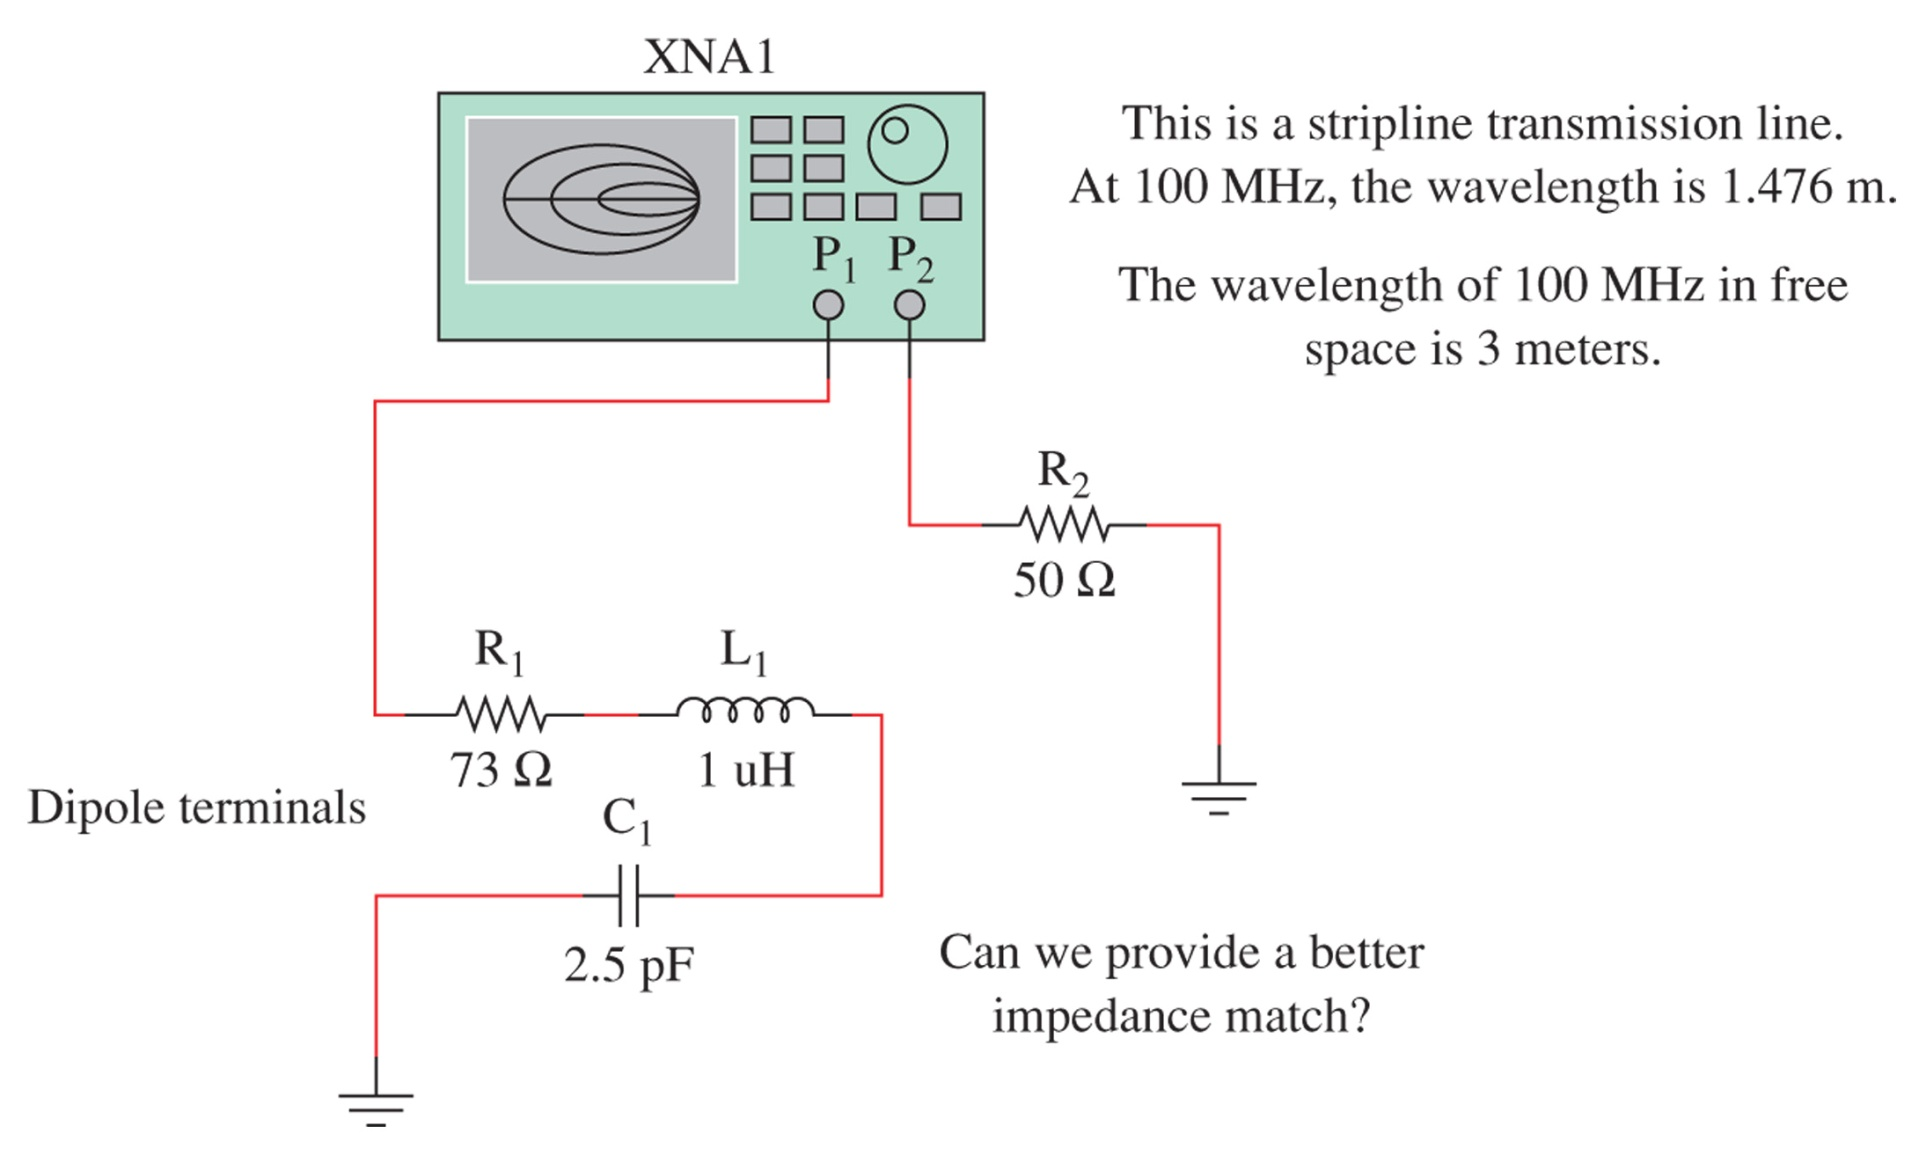 XNA1
This is a stripline transmission line.
At 100 MHz, the wavelength is 1.476 m.
The wavelength of 100 MHz in free
space is 3 meters.
P1 P2
R2
50 Ω
R1 L1
73 Ω 1 uH
Dipole terminals
C1
2.5 pF
Can we provide a better
impedance match?